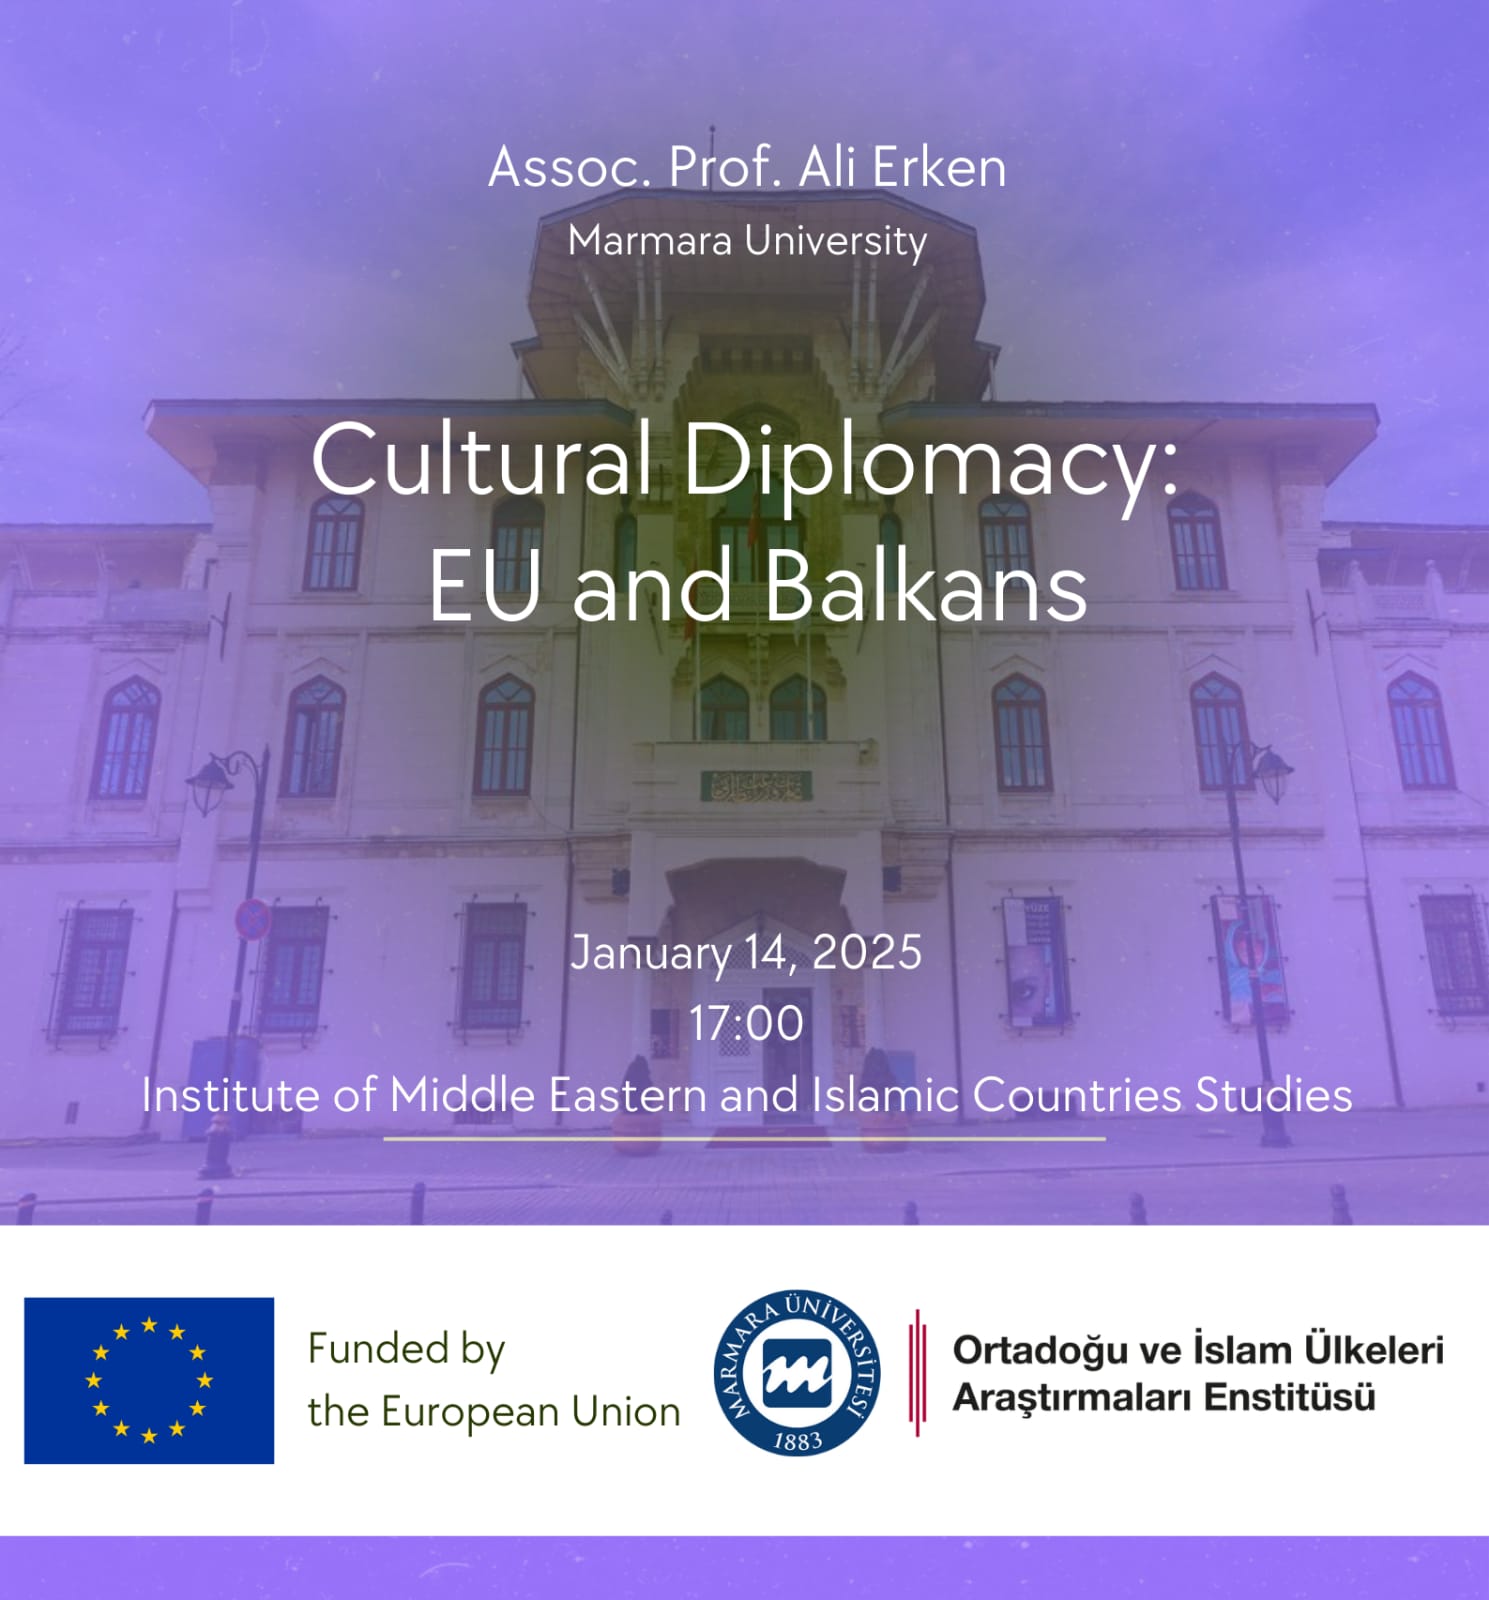 Assoc. Prof. Ali Erken
Marmara University
Cultural Diplomacy:
EU and Balkans
January 14, 2025
17:00
Institute of Middle Eastern and Islamic Countries Studies
Funded by
the European Union
MARMARA ÜNİVERSİTESİ
1883
Ortadoğu ve İslam Ülkeleri
Araştırmaları Enstitüsü